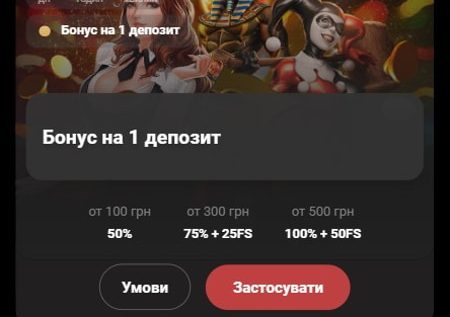 Бонус на 1 депозит
Бонус на 1 депозит
от 100 грн от 300 грн от 500 грн
50% 75% + 25FS 100% + 50FS
Умови Застосувати